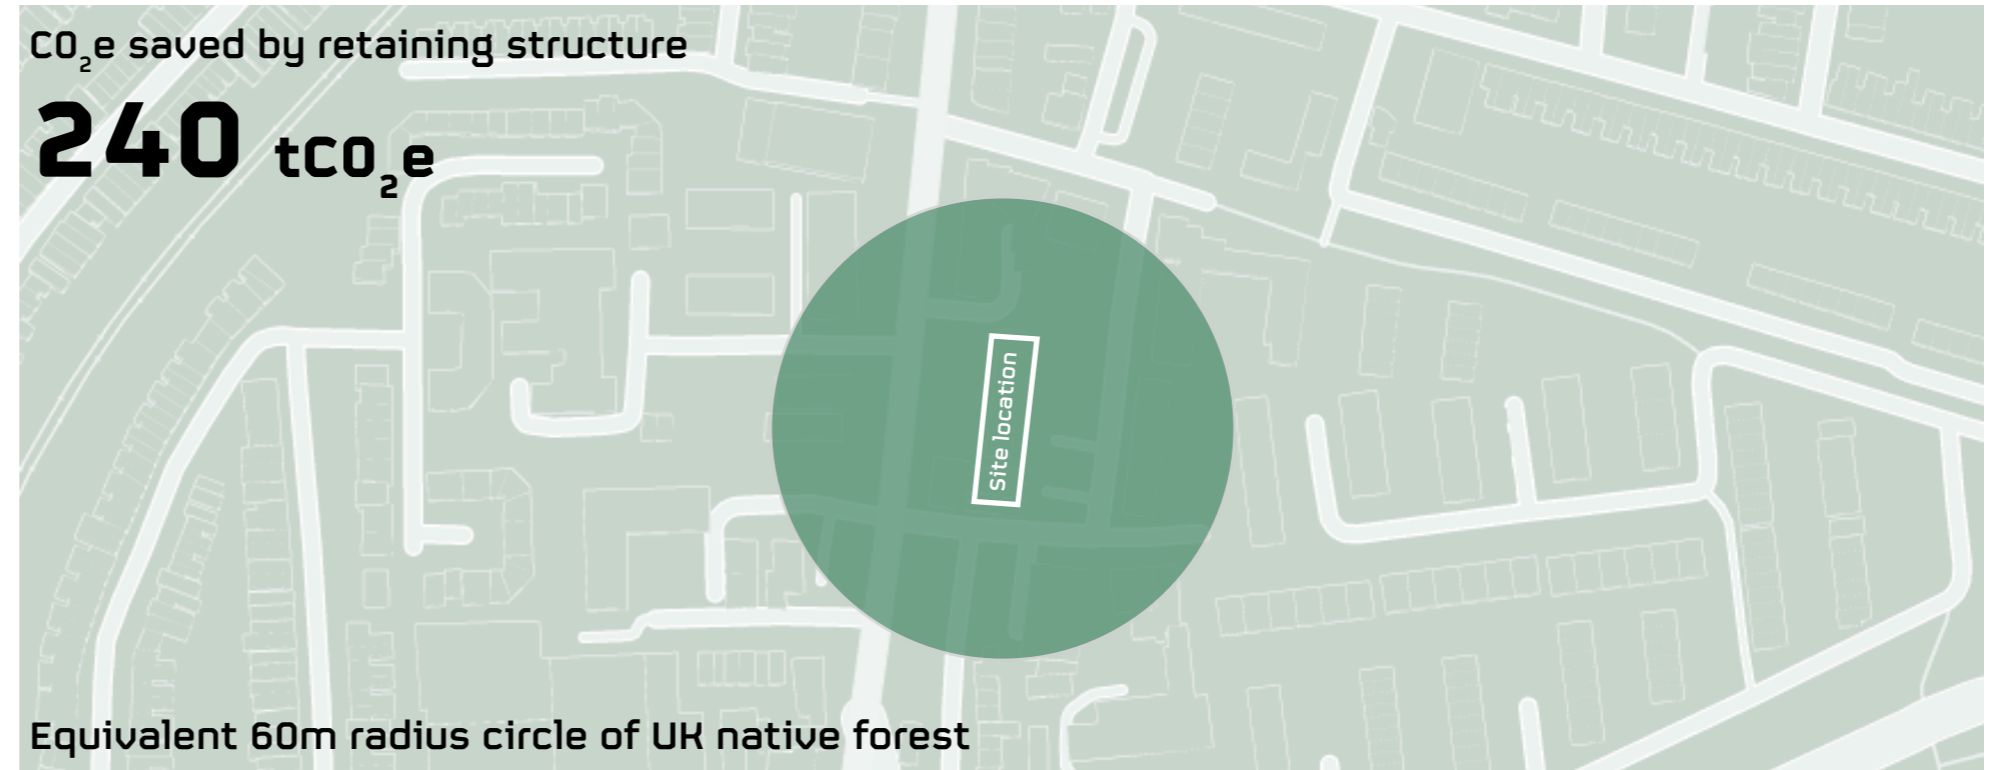 CO₂e saved by retaining structure
240 tCO₂e
Site location
Equivalent 60m radius circle of UK native forest